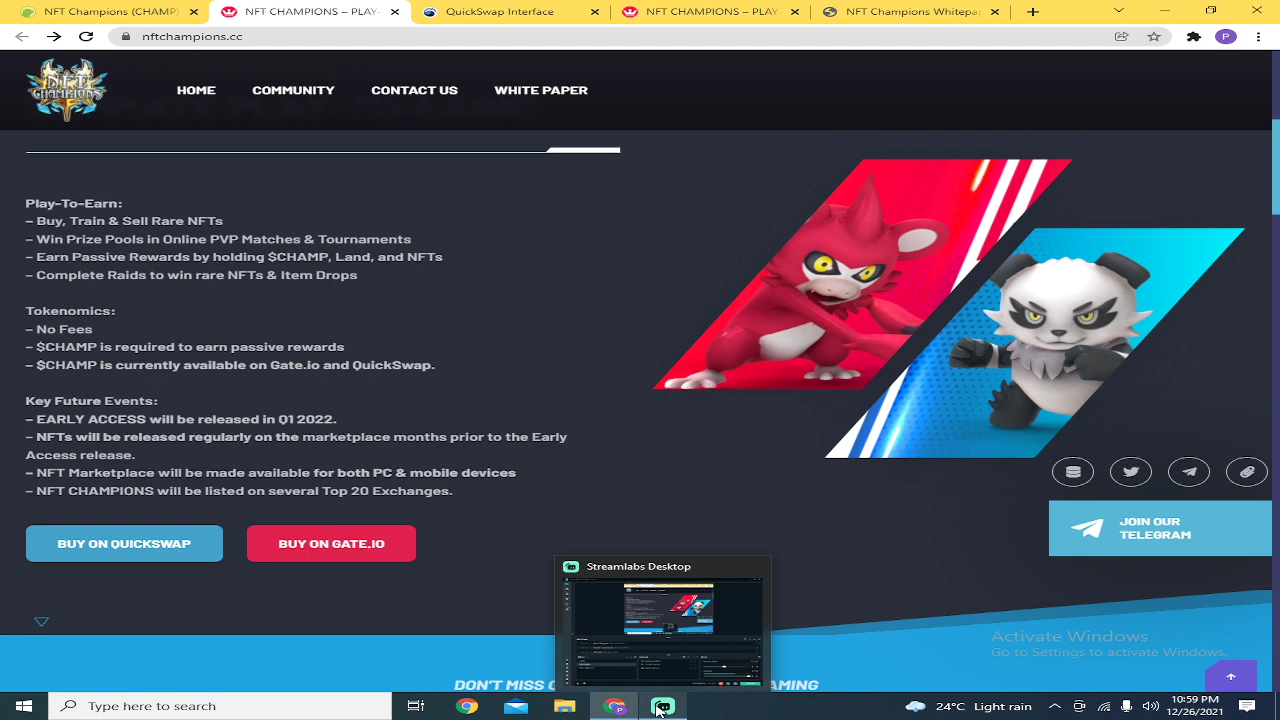 NFT Champions (CHAMP)
NFT CHAMPIONS – PLAY-
QuickSwap Interface
NFT CHAMPIONS – PLAY-
NFT Champions Whitepa
nftchampions.cc
P
NFT
CHAMPIONS
HOME
COMMUNITY
CONTACT US
WHITE PAPER
Play-To-Earn:
– Buy, Train & Sell Rare NFTs
– Win Prize Pools in Online PVP Matches & Tournaments
– Earn Passive Rewards by holding $CHAMP, Land, and NFTs
– Complete Raids to win rare NFTs & Item Drops
Tokenomics:
– No Fees
– $CHAMP is required to earn passive rewards
– $CHAMP is currently available on Gate.io and QuickSwap.
Key Future Events:
– EARLY ACCESS will be released in Q1 2022.
– NFTs will be earned & readily sold on the marketplace months prior to the Early
Access release.
– NFT Marketplace will be made available for both PC & mobile devices
– NFT CHAMPIONS will be listed on several Top 20 Exchanges.
BUY ON QUICKSWAP
BUY ON GATE.IO
JOIN OUR
TELEGRAM
Streamlabs Desktop
Activate Windows
Go to Settings to activate Windows.
Type here to search
24°C Light rain
10:59 PM
12/26/2021